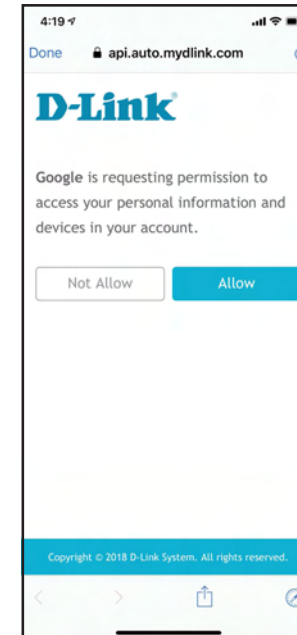 4:19
Done api.auto.mydlink.com
D-Link®
Google is requesting permission to
access your personal information and
devices in your account.
Not Allow Allow
Copyright © 2018 D-Link System. All rights reserved.